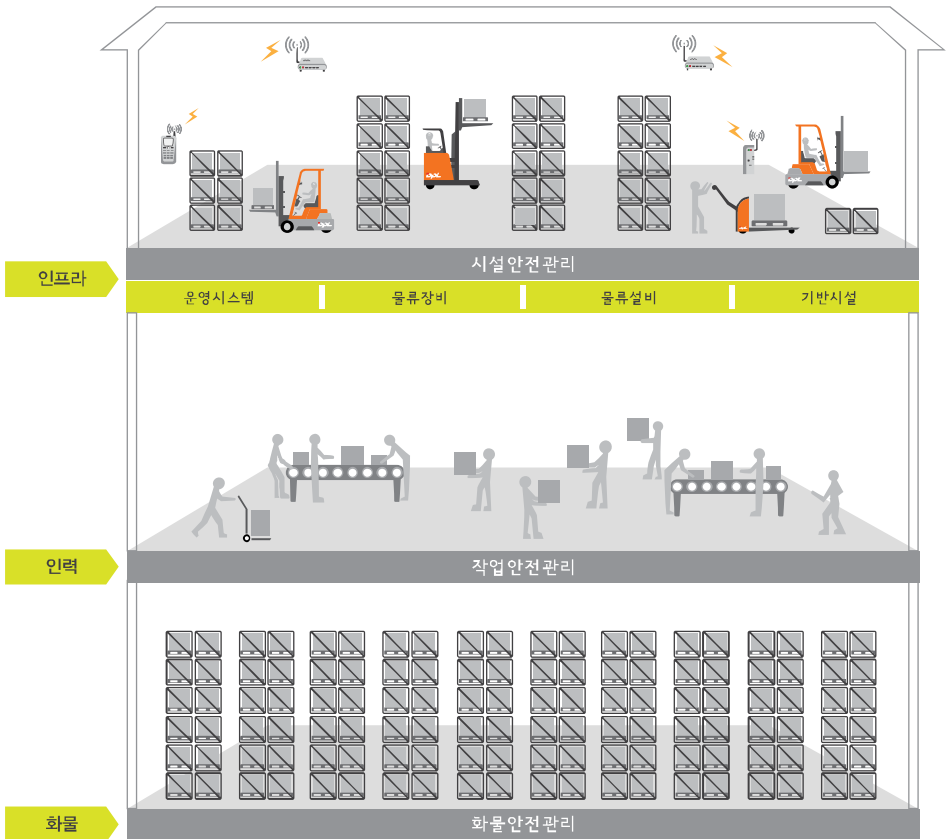 시설안전관리
인프라
운영시스템 물류장비 물류설비 기반시설
인력
작업안전관리
화물
화물안전관리